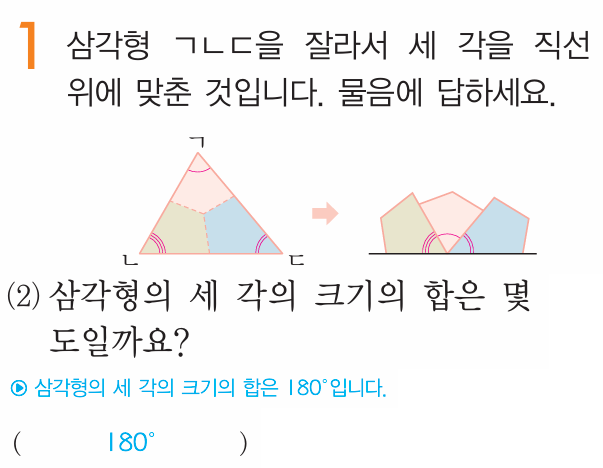 1 삼각형 ㄱㄴㄷ을 잘라서 세 각을 직선
위에 맞춘 것입니다. 물음에 답하세요.
ㄱ
ㄴ ㄷ
(2) 삼각형의 세 각의 크기의 합은 몇
도일까요?
삼각형의 세 각의 크기의 합은 180°입니다.
( 180° )